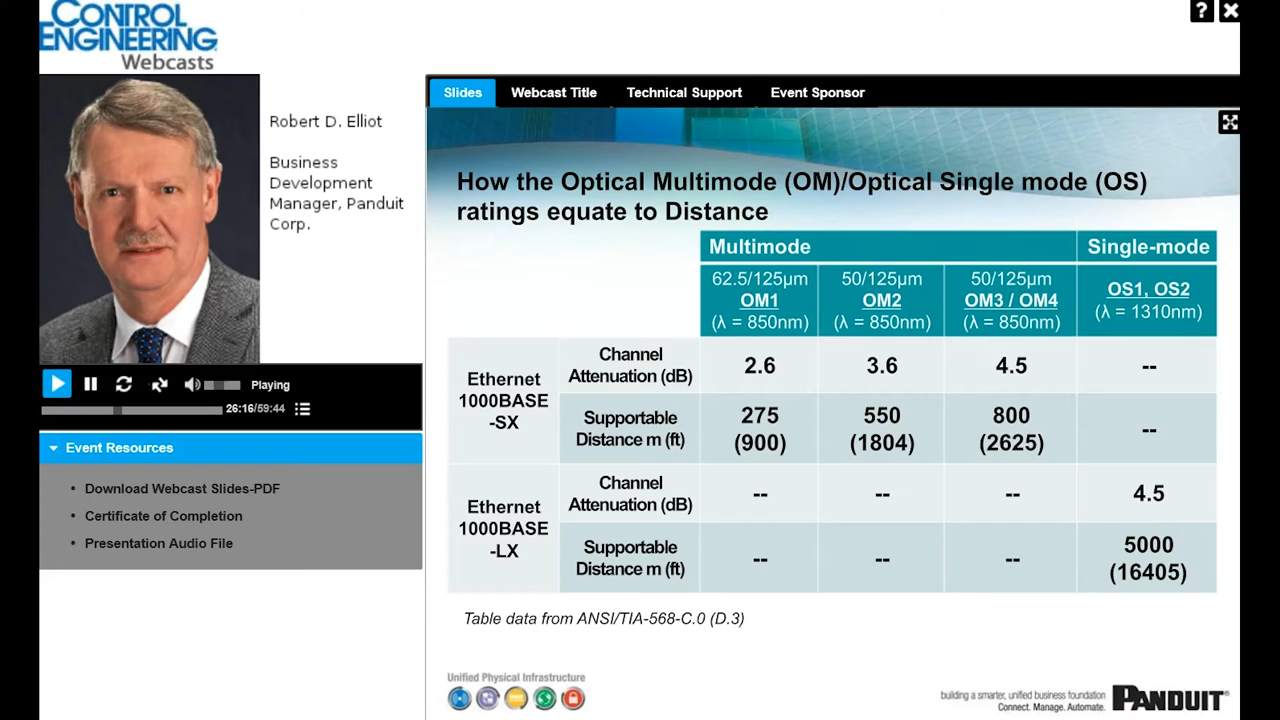 CONTROL
ENGINEERING
Webcasts
?
Robert D. Elliot
Business
Development
Manager, Panduit
Corp.
Playing
26:16/59:44
Event Resources
• Download Webcast Slides-PDF
• Certificate of Completion
• Presentation Audio File
Slides Webcast Title Technical Support Event Sponsor
How the Optical Multimode (OM)/Optical Single mode (OS)
ratings equate to Distance
Multimode Single-mode
62.5/125µm 50/125µm 50/125µm
OM1 OM2 OM3 / OM4 OS1, OS2
(λ = 850nm) (λ = 850nm) (λ = 850nm) (λ = 1310nm)
Ethernet
1000BASE
-SX
Channel
Attenuation (dB)
2.6 3.6 4.5 --
Supportable
Distance m (ft)
275 550 800 --
(900) (1804) (2625)
Ethernet
1000BASE
-LX
Channel
Attenuation (dB)
-- -- -- 4.5
Supportable
Distance m (ft)
-- -- -- 5000
(16405)
Table data from ANSI/TIA-568-C.0 (D.3)
Unified Physical Infrastructure
building a smarter, unified business foundation
Connect. Manage. Automate.
PANDUIT